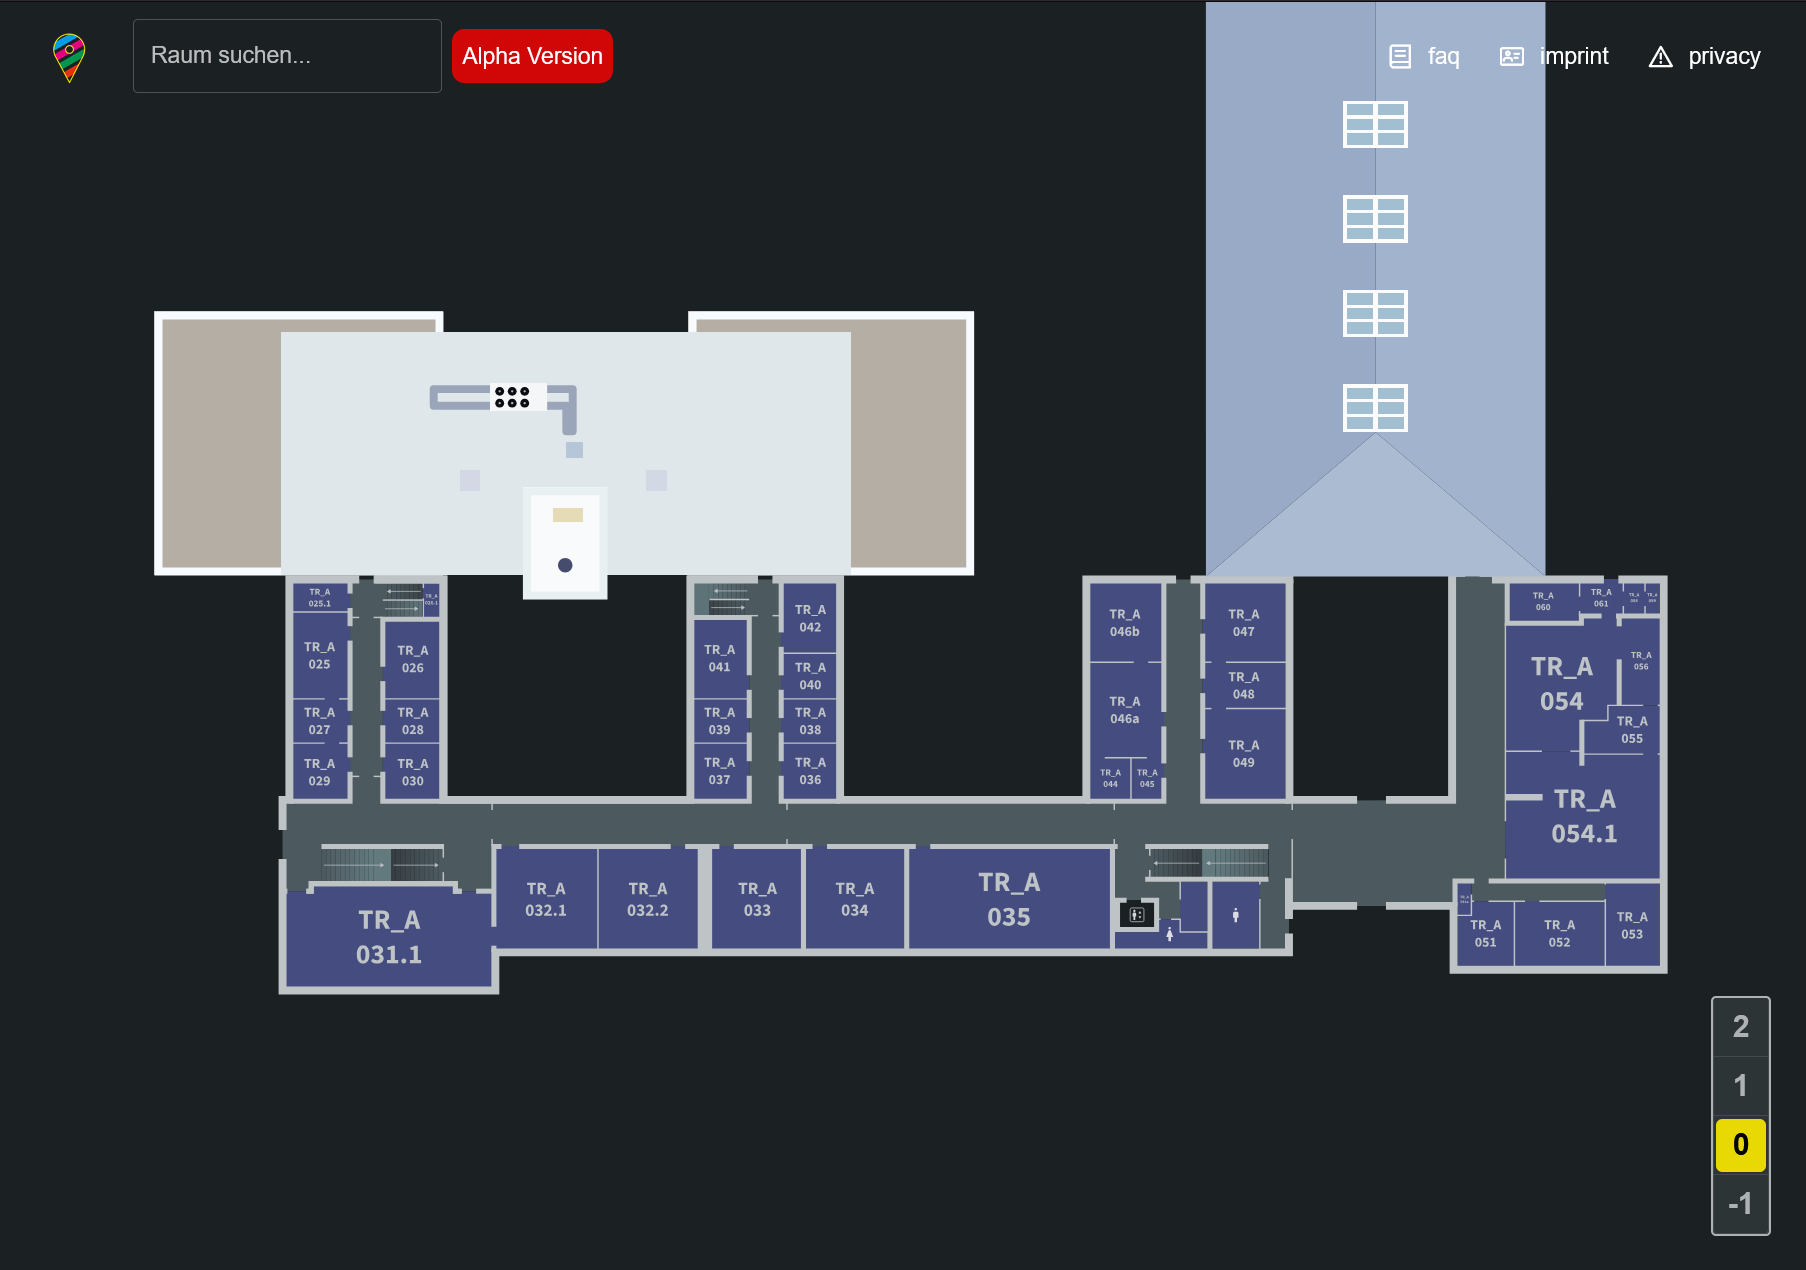 Raum suchen...
Alpha Version
faq
imprint
privacy
TR_A
025.1
TR_A
025
TR_A
026
TR_A
027
TR_A
028
TR_A
029
TR_A
030
TR_A
041
TR_A
042
TR_A
040
TR_A
039
TR_A
038
TR_A
037
TR_A
036
TR_A
046b
TR_A
047
TR_A
046a
TR_A
048
TR_A
049
TR_A
044
TR_A
045
TR_A
060
TR_A
061
TR_A
054
TR_A
056
TR_A
055
TR_A
054.1
TR_A
031.1
TR_A
032.1
TR_A
032.2
TR_A
033
TR_A
034
TR_A
035
TR_A
051
TR_A
052
TR_A
053
2
1
0
-1